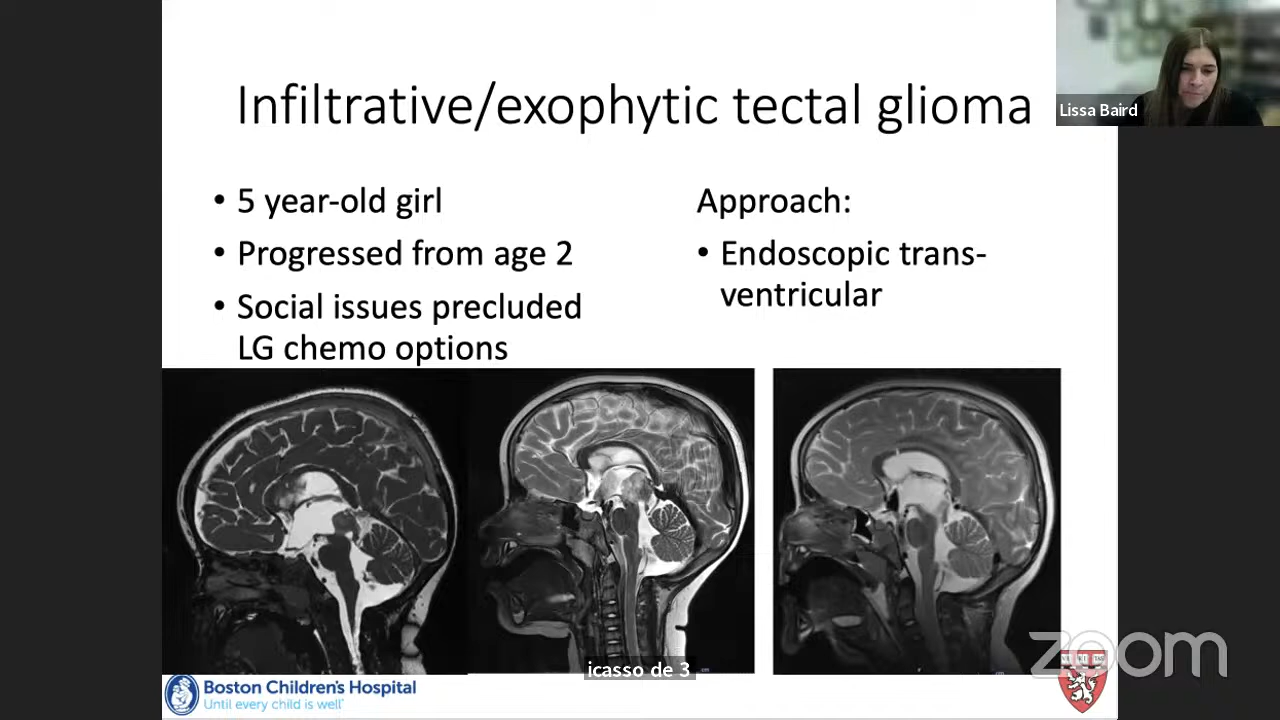 Infiltrative/exophytic tectal glioma
Lissa Baird
• 5 year-old girl
• Progressed from age 2
• Social issues precluded
LG chemo options
Approach:
• Endoscopic trans-
ventricular
icasso de 3
zoom
Boston Children's Hospital
Until every child is well